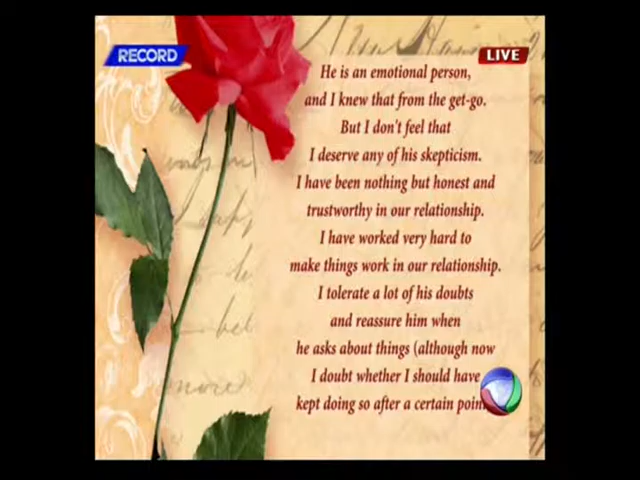 RECORD
LIVE
He is an emotional person,
and I knew that from the get-go.
But I don't feel that
I deserve any of his skepticism.
I have been nothing but honest and
trustworthy in our relationship.
I have worked very hard to
make things work in our relationship.
I tolerate a lot of his doubts
and reassure him when
he asks about things (although now
I doubt whether I should have
kept doing so after a certain poin